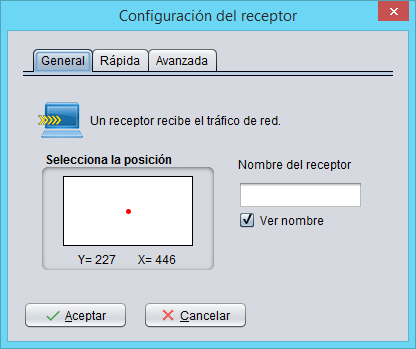 Configuración del receptor
General Rápida Avanzada
Un receptor recibe el tráfico de red.
Selecciona la posición
Nombre del receptor
Ver nombre
Y= 227 X= 446
Aceptar Cancelar